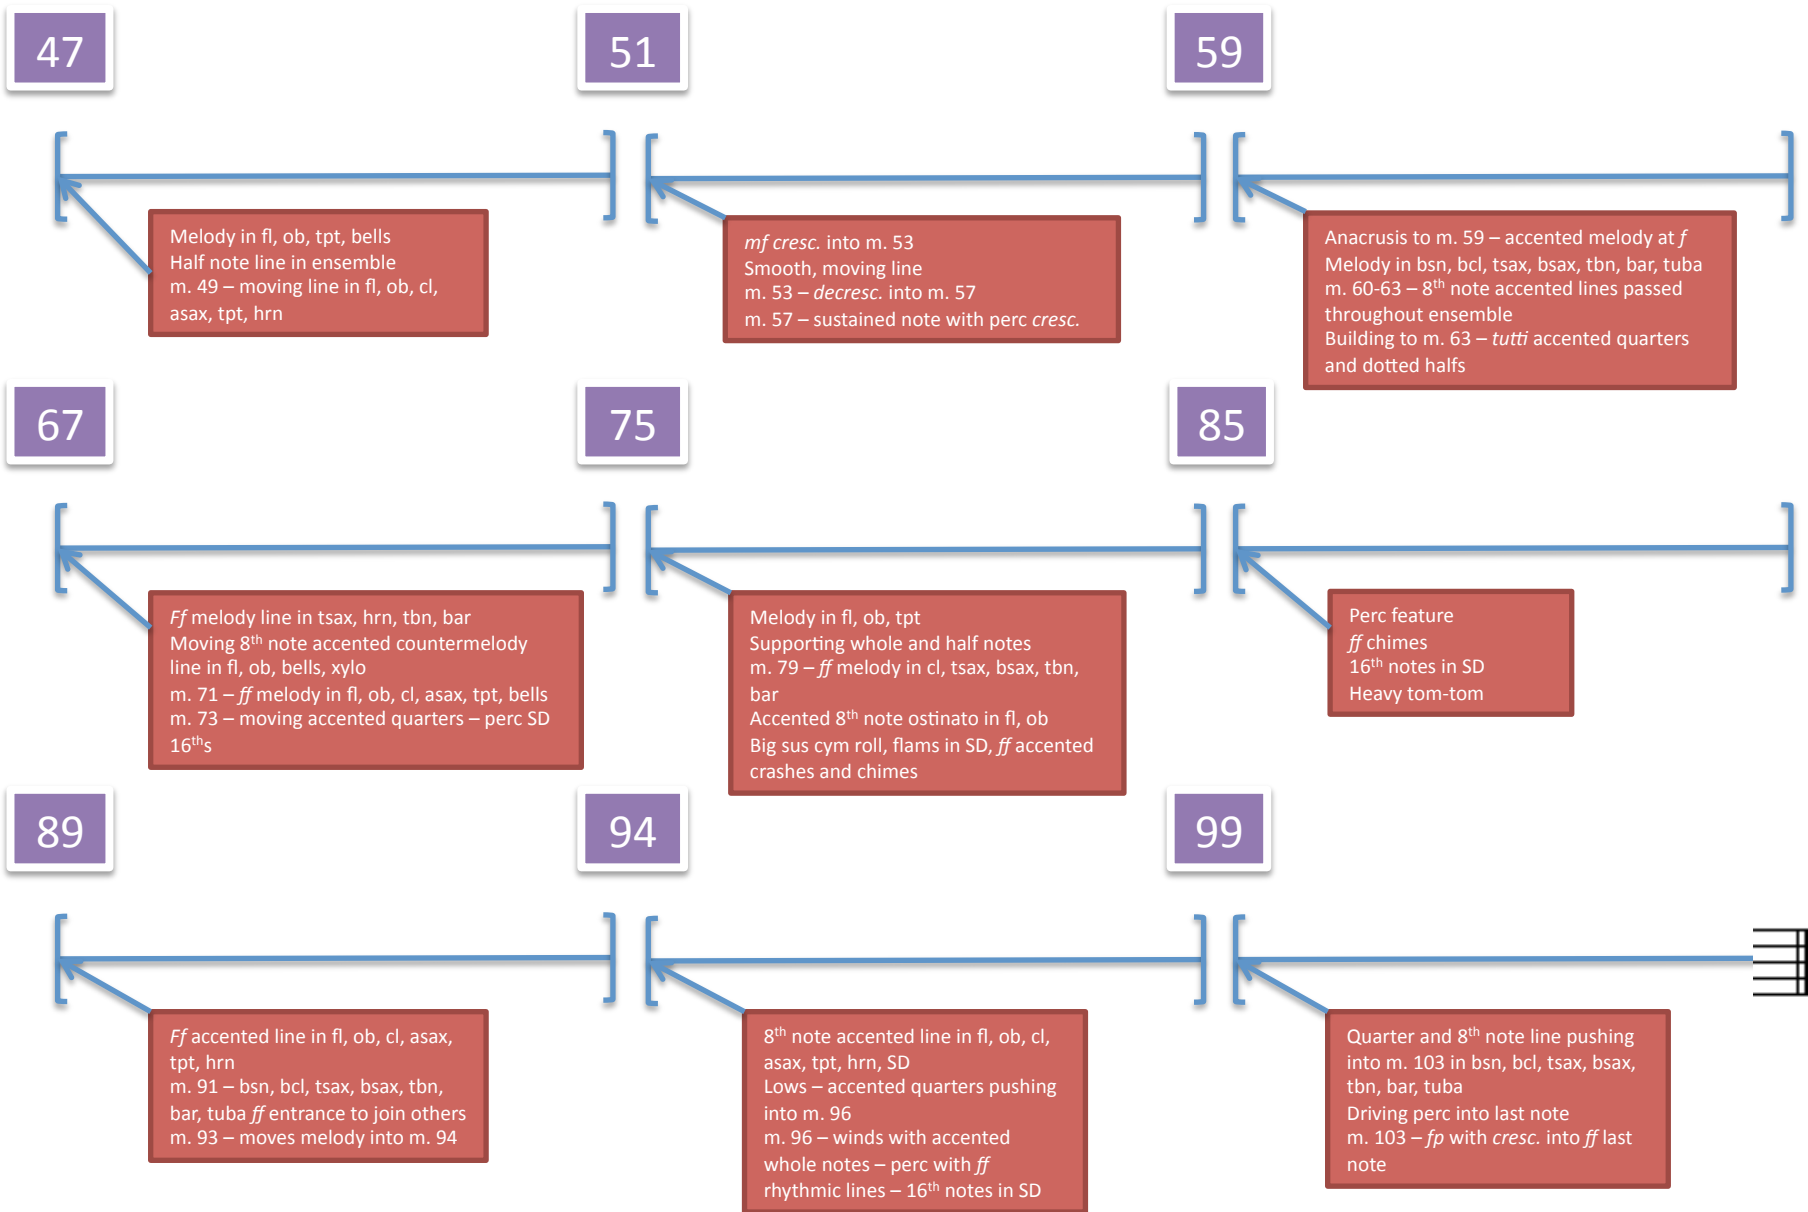 47
51
59
Melody in fl, ob, tpt, bells
Half note line in ensemble
m. 49 – moving line in fl, ob, cl,
asax, tpt, hrn
mf cresc. into m. 53
Smooth, moving line
m. 53 – decresc. into m. 57
m. 57 – sustained note with perc cresc.
Anacrusis to m. 59 – accented melody at f
Melody in bsn, bcl, tsax, bsax, tbn, bar, tuba
m. 60-63 – 8th note accented lines passed
throughout ensemble
Building to m. 63 – tutti accented quarters
and dotted halfs
67
75
85
Ff melody line in tsax, hrn, tbn, bar
Moving 8th note accented countermelody
line in fl, ob, bells, xylo
m. 71 – ff melody in fl, ob, cl, asax, tpt, bells
m. 73 – moving accented quarters – perc SD
16ths
Melody in fl, ob, tpt
Supporting whole and half notes
m. 79 – ff melody in cl, tsax, bsax, tbn,
bar
Accented 8th note ostinato in fl, ob
Big sus cym roll, flams in SD, ff accented
crashes and chimes
Perc feature
ff chimes
16th notes in SD
Heavy tom-tom
89
94
99
Ff accented line in fl, ob, cl, asax,
tpt, hrn
m. 91 – bsn, bcl, tsax, bsax, tbn,
bar, tuba ff entrance to join others
m. 93 – moves melody into m. 94
8th note accented line in fl, ob, cl,
asax, tpt, hrn, SD
Lows – accented quarters pushing
into m. 96
m. 96 – winds with accented
whole notes – perc with ff
rhythmic lines – 16th notes in SD
Quarter and 8th note line pushing
into m. 103 in bsn, bcl, tsax, bsax,
tbn, bar, tuba
Driving perc into last note
m. 103 – fp with cresc. into ff last
note